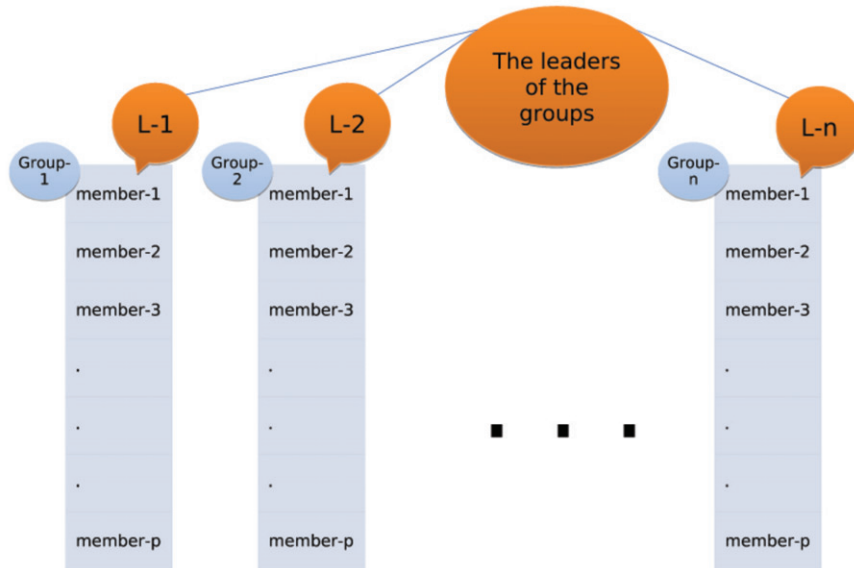 The leaders
of the
groups
L-1
L-2
L-n
Group-
1
Group-
2
Group-
n
member-1
member-2
member-3
.
.
.
member-p
member-1
member-2
member-3
.
.
.
member-p
. . .
member-1
member-2
member-3
.
.
.
member-p